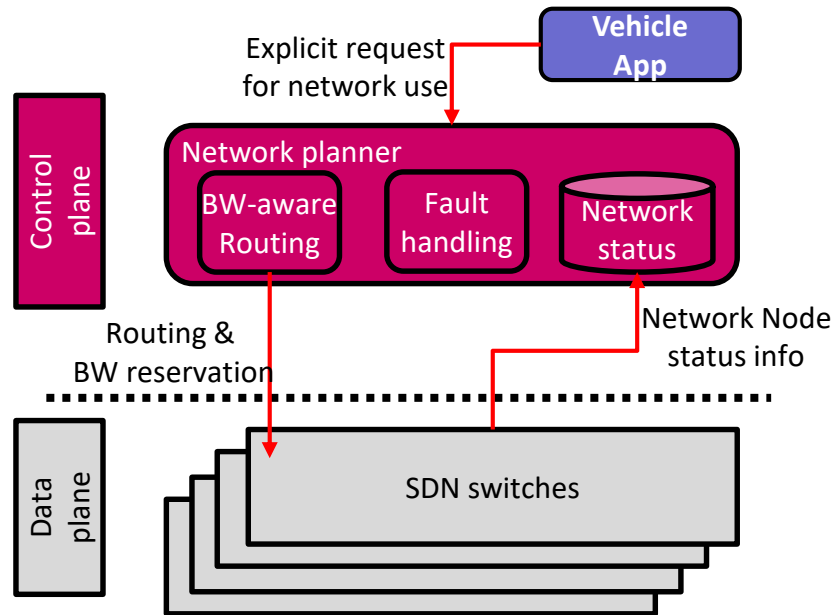 Vehicle
App
Explicit request
for network use
Control
plane
Network planner
BW-aware
Routing
Fault
handling
Network
status
Routing &
BW reservation
Network Node
status info
Data
plane
SDN switches